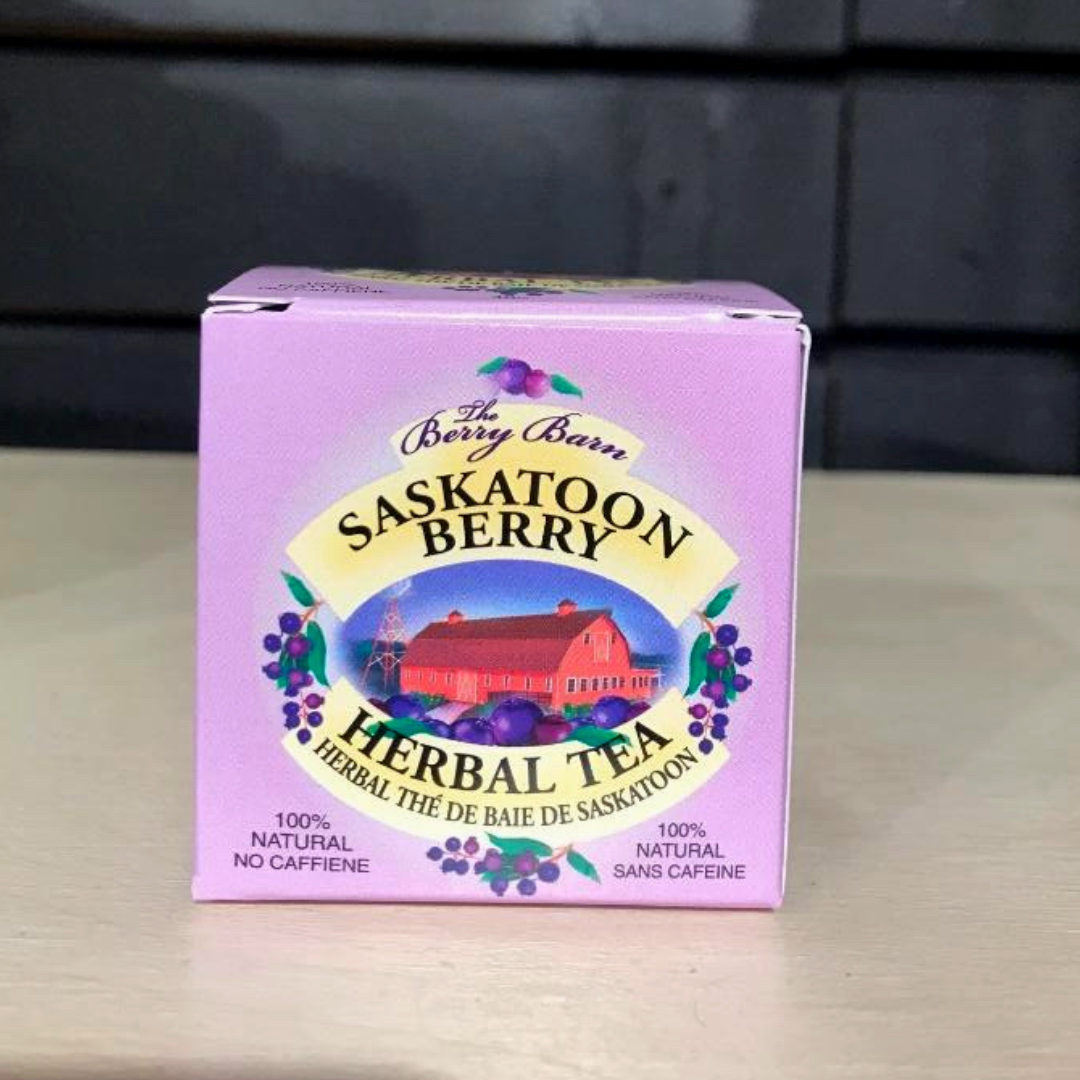 The
Berry Barn
SASKATOON
BERRY
HERBAL TEA
HERBAL THÉ DE BAIE DE SASKATOON
100%
NATURAL
NO CAFFIENE
100%
NATURAL
SANS CAFEINE